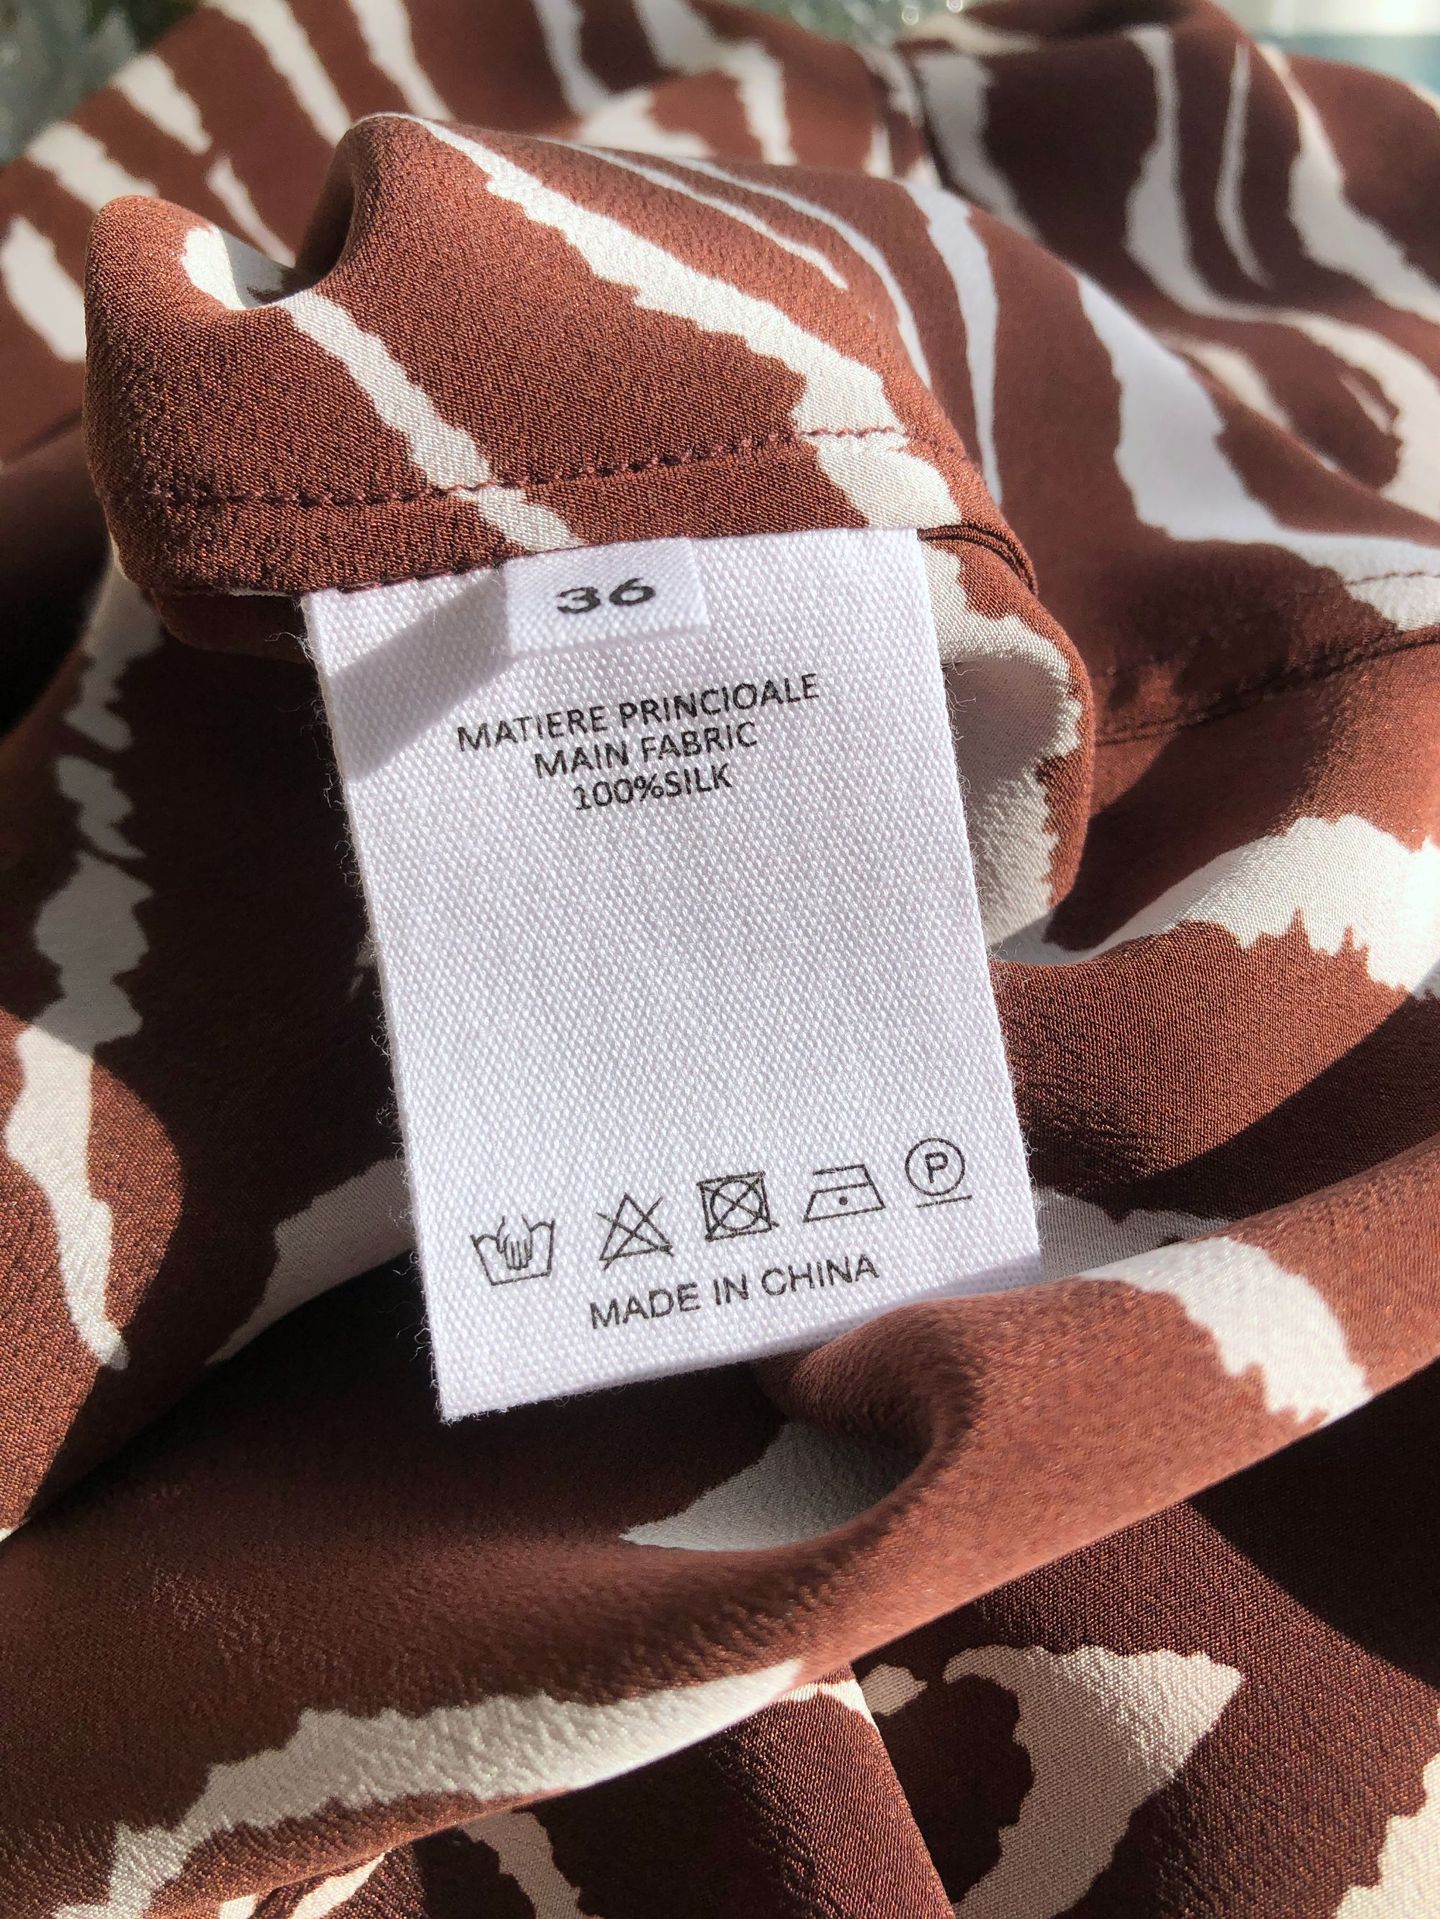 36
MATIERE PRINCIOALE
MAIN FABRIC
100%SILK
P
MADE IN CHINA